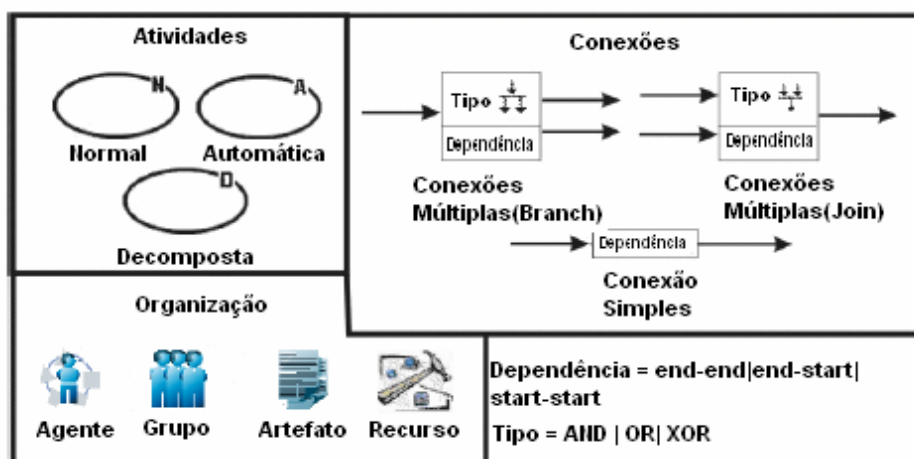 Atividades
N
A
Normal
Automática
D
Decomposta
Conexões
Tipo
Dependência
Conexões
Múltiplas(Branch)
Tipo
Dependência
Conexões
Múltiplas(Join)
Dependência
Conexão
Simples
Organização
Agente
Grupo
Artefato
Recurso
Dependência = end-end|end-start|
start-start
Tipo = AND | OR| XOR